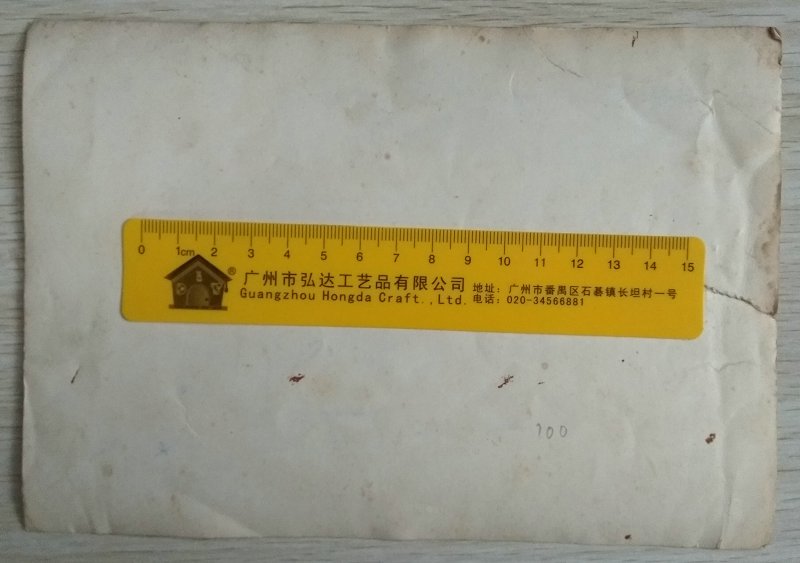 0 1cm 2 3 4 5 6 7 8 9 10 11 12 13 14 15
® 广州市弘达工艺品有限公司
Guangzhou Hongda Craft.,Ltd.
地址：广州市番禺区石碁镇长坦村一号
电话：020-34566881
100